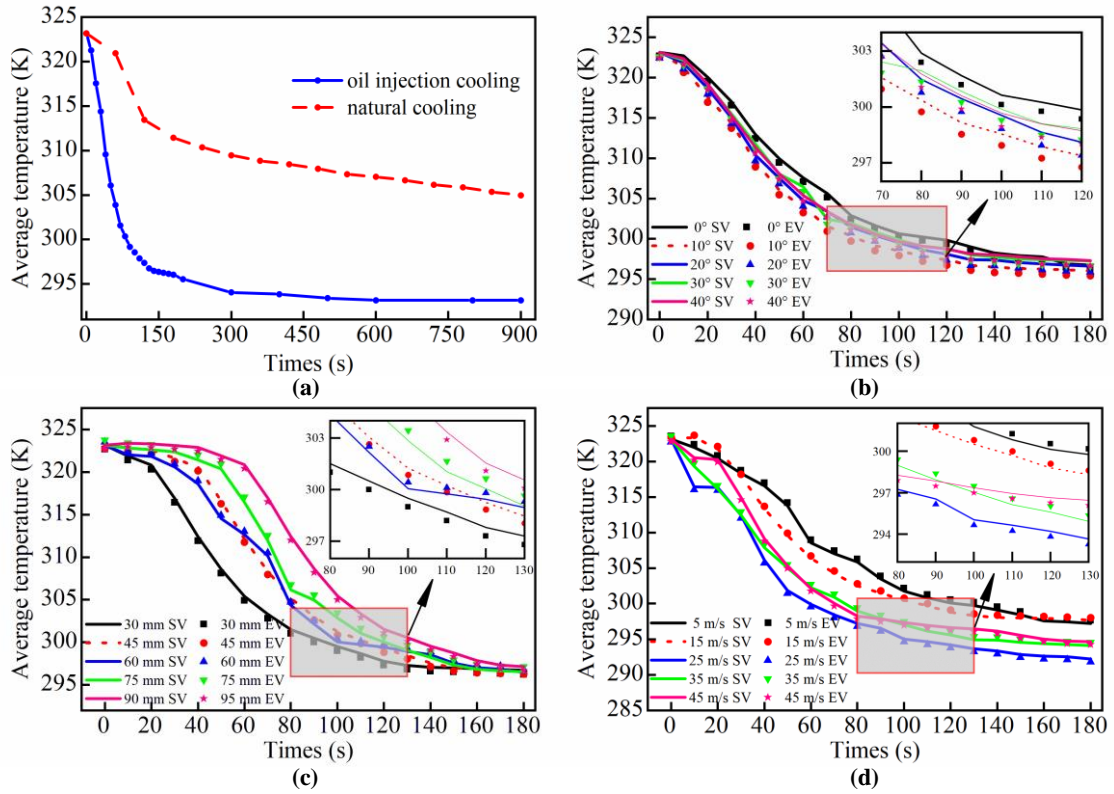 (a)
325
320
315
310
305
300
295
Average temperature (K)
oil injection cooling
natural cooling
0 150 300 450 600 750 900
Times (s)
(a)
(b)
325
320
315
310
305
300
295
290
Average temperature (K)
303
300
297
70 80 90 100 110 120
0° SV 0° EV
10° SV 10° EV
20° SV 20° EV
30° SV 30° EV
40° SV 40° EV
0 20 40 60 80 100 120 140 160 180
Times (s)
(b)
(c)
325
320
315
310
305
300
295
Average temperature (K)
303
300
297
80 90 100 110 120 130
30 mm SV 30 mm EV
45 mm SV 45 mm EV
60 mm SV 60 mm EV
75 mm SV 75 mm EV
90 mm SV 95 mm EV
0 20 40 60 80 100 120 140 160 180
Times (s)
(c)
(d)
325
320
315
310
305
300
295
290
285
Average temperature (K)
300
297
294
80 90 100 110 120 130
5 m/s SV 5 m/s EV
15 m/s SV 15 m/s EV
25 m/s SV 25 m/s EV
35 m/s SV 35 m/s EV
45 m/s SV 45 m/s EV
0 20 40 60 80 100 120 140 160 180
Times (s)
(d)